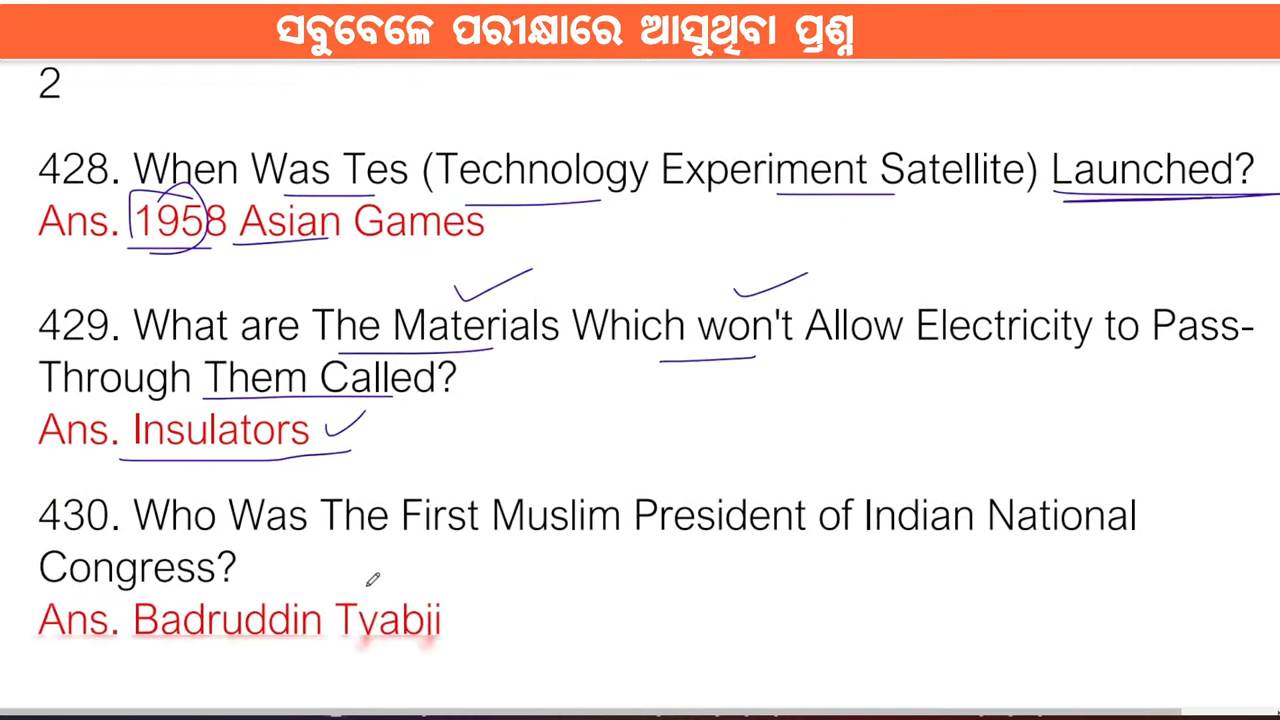 ସବୁବେଳେ ପରୀକ୍ଷାରେ ଆସୁଥିବା ପ୍ରଶ୍ନ
2
428. When Was Tes (Technology Experiment Satellite) Launched?
Ans. 1958 Asian Games
429. What are The Materials Which won't Allow Electricity to Pass-
Through Them Called?
Ans. Insulators
430. Who Was The First Muslim President of Indian National
Congress?
Ans. Badruddin Tyabji